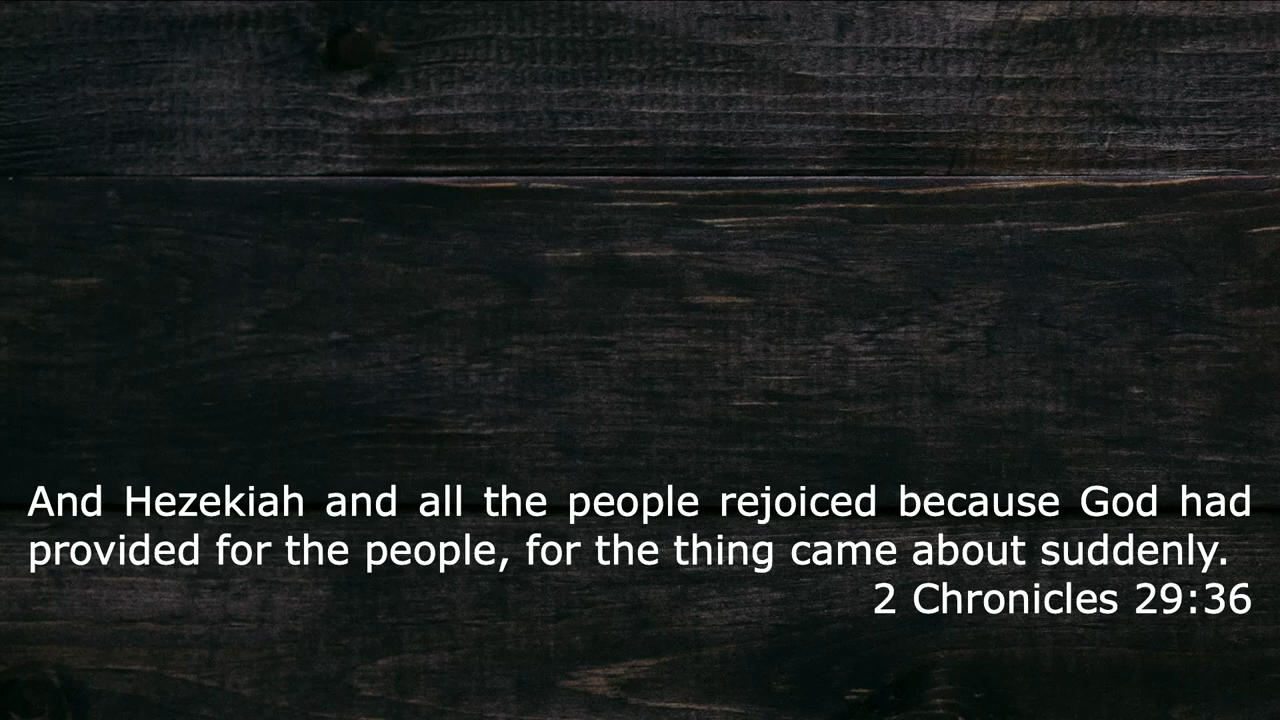 And Hezekiah and all the people rejoiced because God had
provided for the people, for the thing came about suddenly.
2 Chronicles 29:36